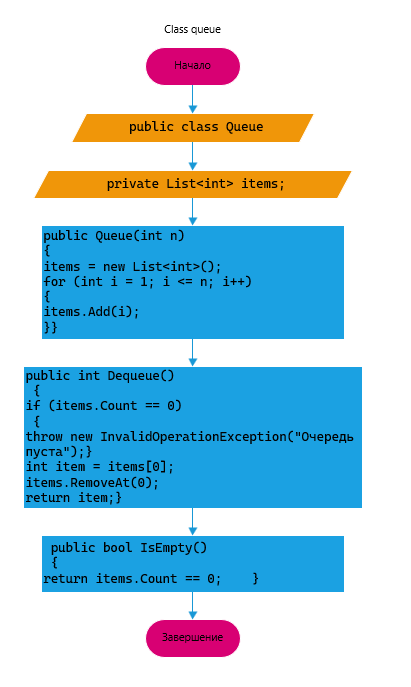 Class queue
Начало
public class Queue
private List<int> items;
public Queue(int n)
{
items = new List<int>();
for (int i = 1; i <= n; i++)
{
items.Add(i);
}}
public int Dequeue()
{
if (items.Count == 0)
{
throw new InvalidOperationException("Очередь
пуста");}
int item = items[0];
items.RemoveAt(0);
return item;}
public bool IsEmpty()
{
return items.Count == 0;    }
Завершение